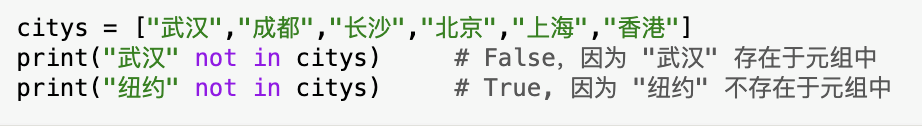 citys = ["武汉","成都","长沙","北京","上海","香港"]
print("武汉" not in citys)     # False，因为 "武汉" 存在于元组中
print("纽约" not in citys)     # True, 因为 "纽约" 不存在于元组中